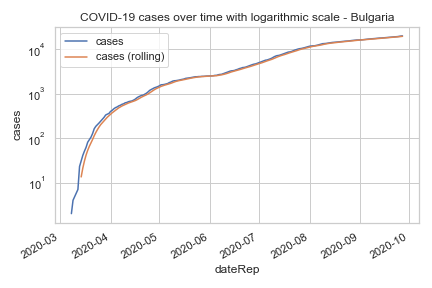 COVID-19 cases over time with logarithmic scale - Bulgaria
cases
cases (rolling)
10^4
10^3
10^2
10^1
cases
2020-03
2020-04
2020-05
2020-06
2020-07
2020-08
2020-09
2020-10
dateRep